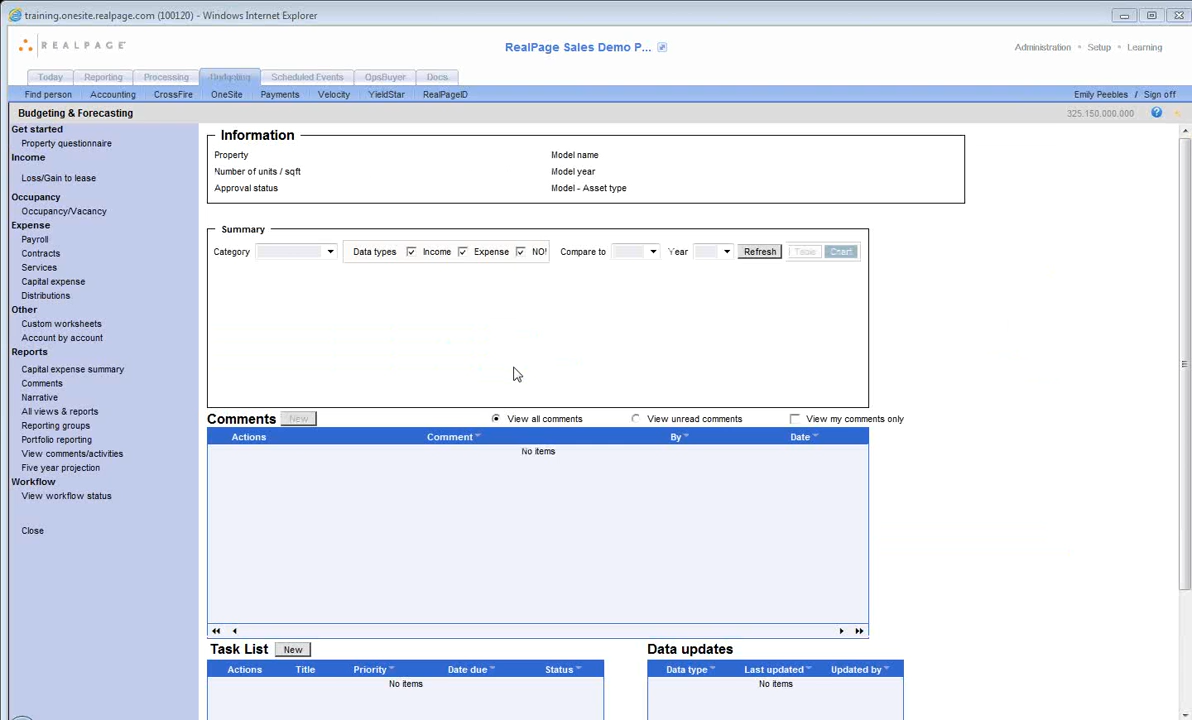 training.onesite.realpage.com (100120) - Windows Internet Explorer
REALPAGE
RealPage Sales Demo P...
Administration • Setup • Learning
Today Reporting Processing Budgeting Scheduled Events OpsBuyer Docs
Find person Accounting CrossFire OneSite Payments Velocity YieldStar RealPageID Emily Peebles / Sign off
Budgeting & Forecasting 325.150.000.000
Get started
Property questionnaire
Income
Loss/Gain to lease
Occupancy
Occupancy/Vacancy
Expense
Payroll
Contracts
Services
Capital expense
Distributions
Other
Custom worksheets
Account by account
Reports
Capital expense summary
Comments
Narrative
All views & reports
Reporting groups
Portfolio reporting
View comments/activities
Five year projection
Workflow
View workflow status
Close
Information
Property Model name
Number of units / sqft Model year
Approval status Model - Asset type
Summary
Category Data types Income Expense NOI Compare to Year Refresh Table Chart
Comments New View all comments View unread comments View my comments only
Actions Comment By Date
No items
Task List New
Actions Title Priority Date due Status
No items
Data updates
Data type Last updated Updated by
No items